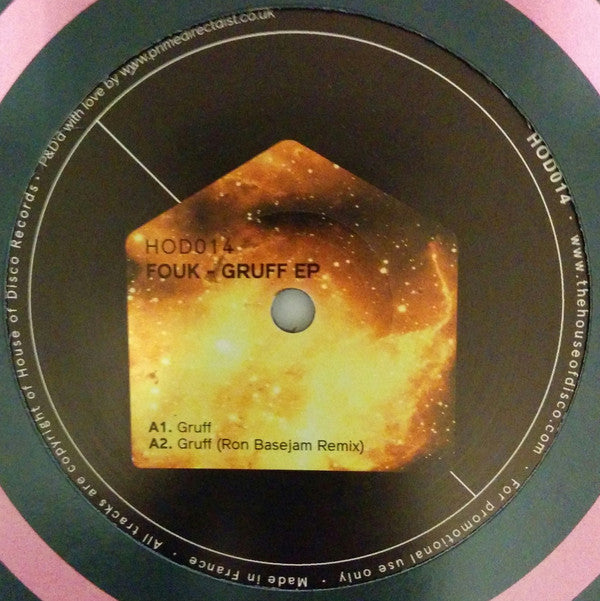 HOD014
FOUK - GRUFF EP
A1. Gruff
A2. Gruff (Ron Basejam Remix)
HOD014 · www.thehouseofdisco.com · For promotional use only · Made in France · All tracks are copyright of House of Disco Records · P&D'd with love by www.primedirectdist.co.uk